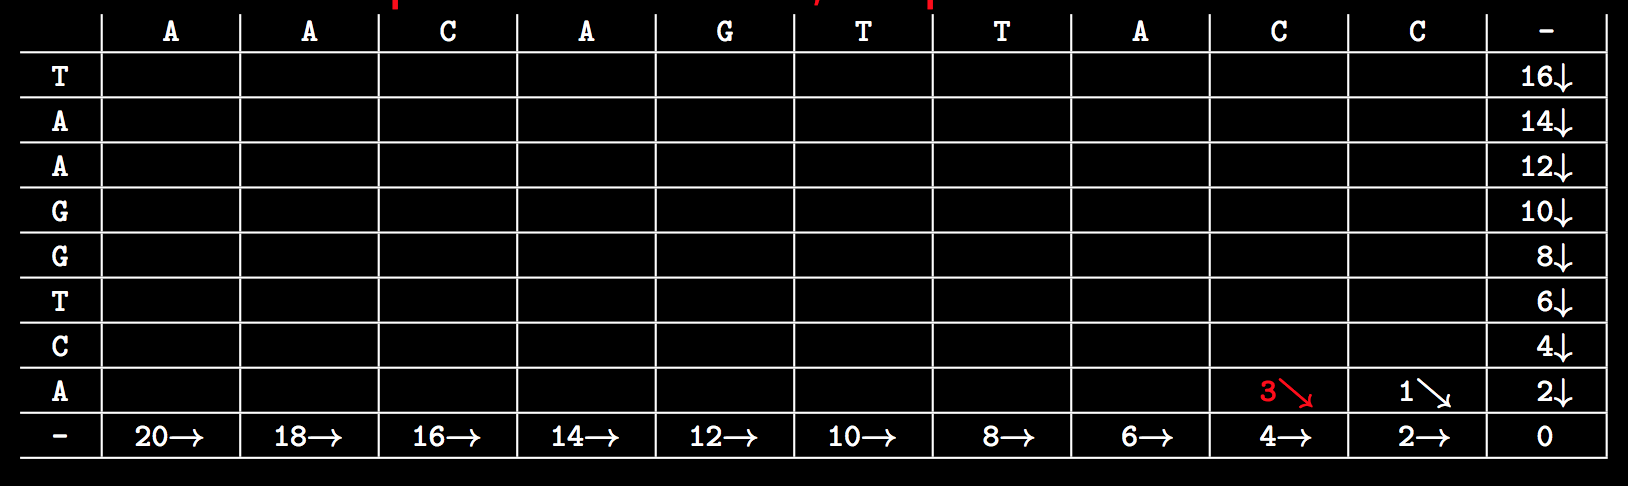 A A C A G T T A C C -
T 16↓
A 14↓
A 12↓
G 10↓
G 8↓
T 6↓
C 4↓
A 3↘ 1↘ 2↓
- 20→ 18→ 16→ 14→ 12→ 10→ 8→ 6→ 4→ 2→ 0